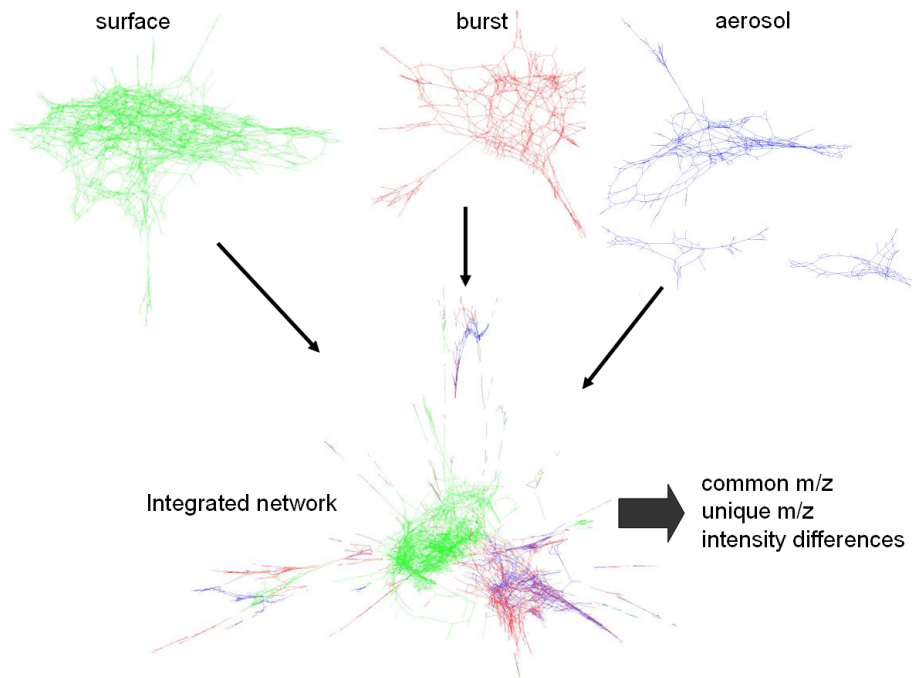 surface
burst
aerosol
Integrated network
common m/z
unique m/z
intensity differences